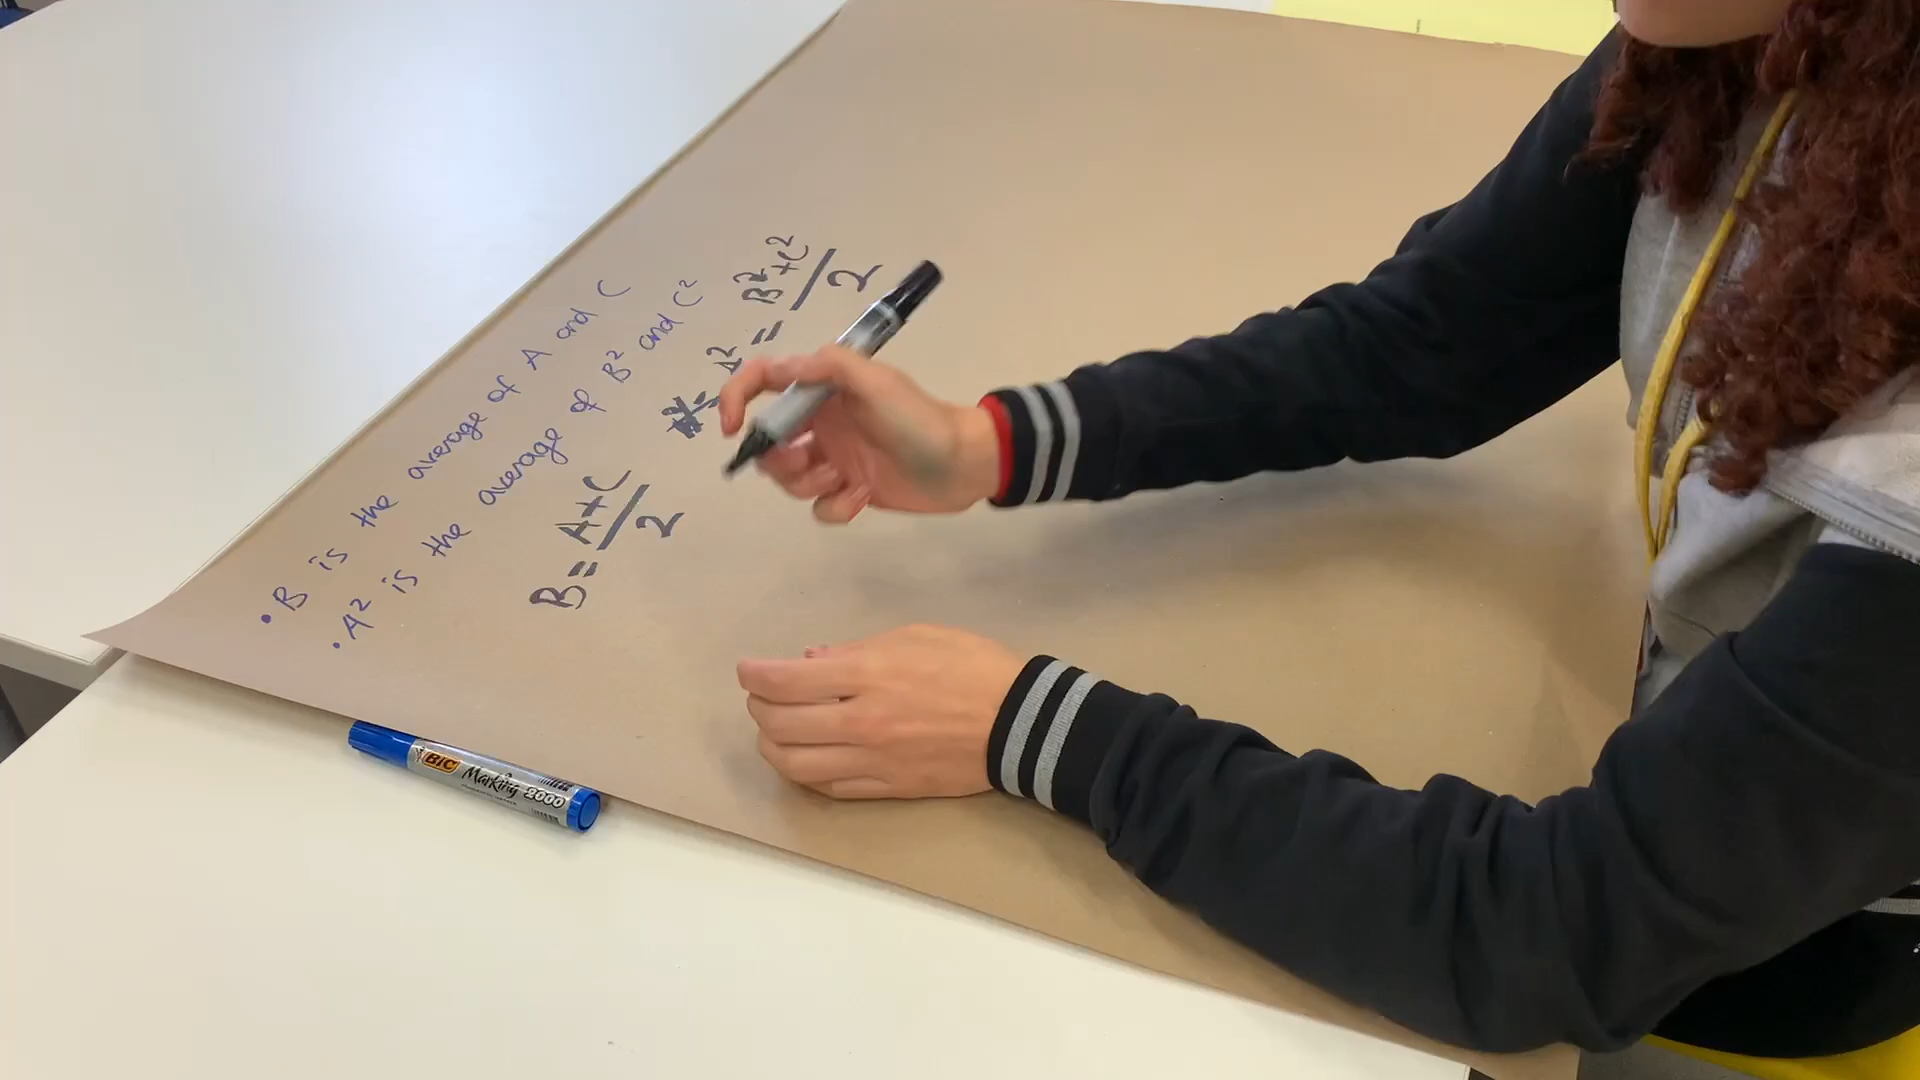 • B is the average of A and C
• A² is the average of B² and C²
B = A+C/2
A² = B²+C²/2
BIC Marking 2000